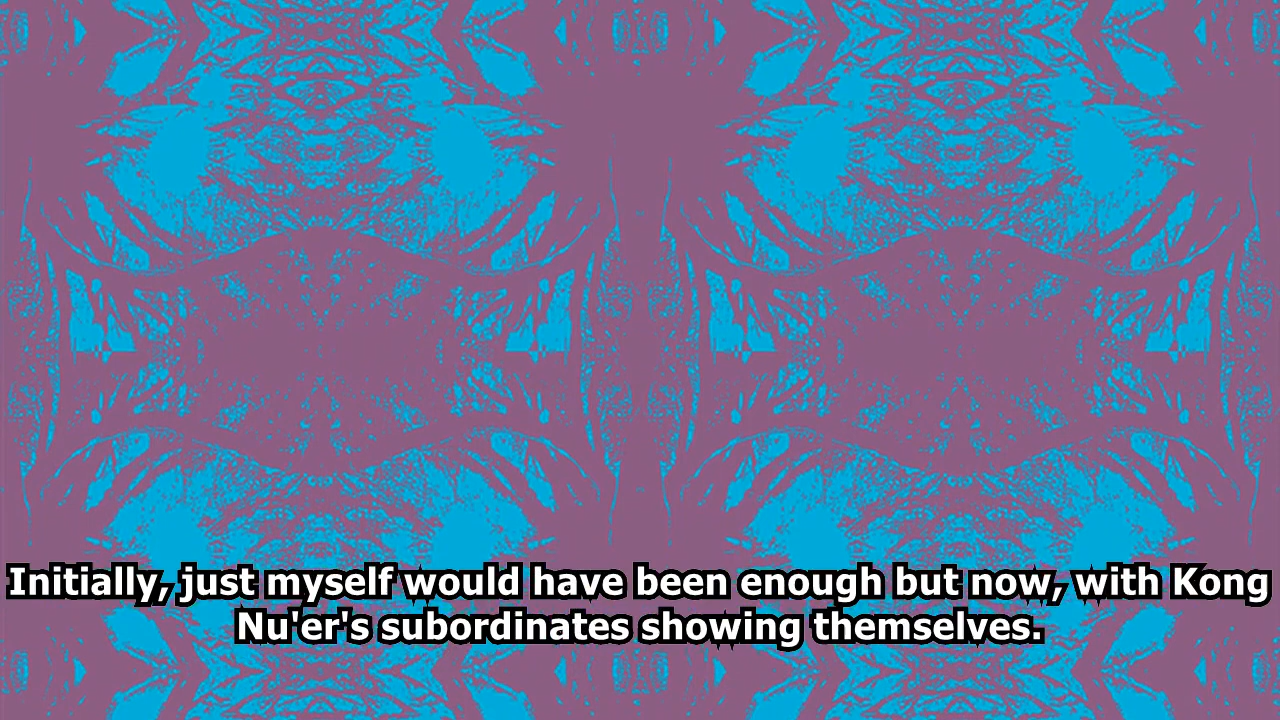 Initially, just myself would have been enough but now, with Kong
Nu'er's subordinates showing themselves.